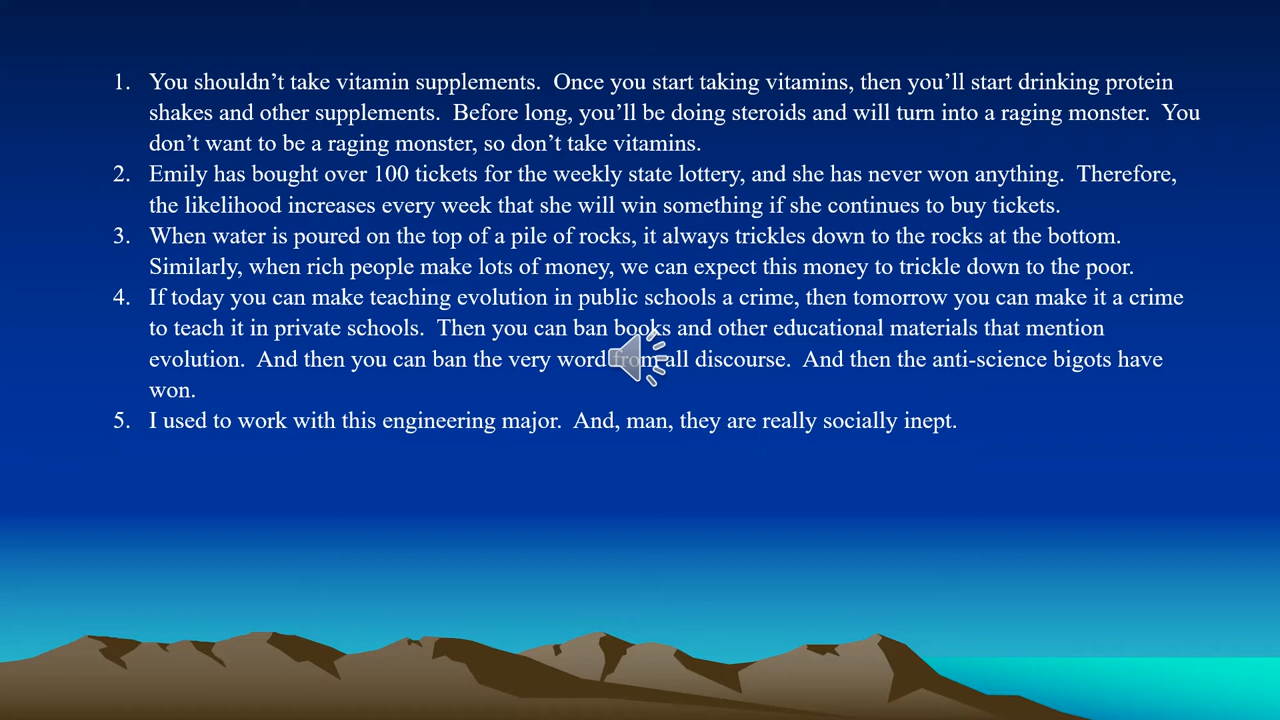 1. You shouldn’t take vitamin supplements.  Once you start taking vitamins, then you’ll start drinking protein
shakes and other supplements.  Before long, you’ll be doing steroids and will turn into a raging monster.  You
don’t want to be a raging monster, so don’t take vitamins.
2. Emily has bought over 100 tickets for the weekly state lottery, and she has never won anything.  Therefore,
the likelihood increases every week that she will win something if she continues to buy tickets.
3. When water is poured on the top of a pile of rocks, it always trickles down to the rocks at the bottom.
Similarly, when rich people make lots of money, we can expect this money to trickle down to the poor.
4. If today you can make teaching evolution in public schools a crime, then tomorrow you can make it a crime
to teach it in private schools.  Then you can ban books and other educational materials that mention
evolution.  And then you can ban the very word from all discourse.  And then the anti-science bigots have
won.
5. I used to work with this engineering major.  And, man, they are really socially inept.